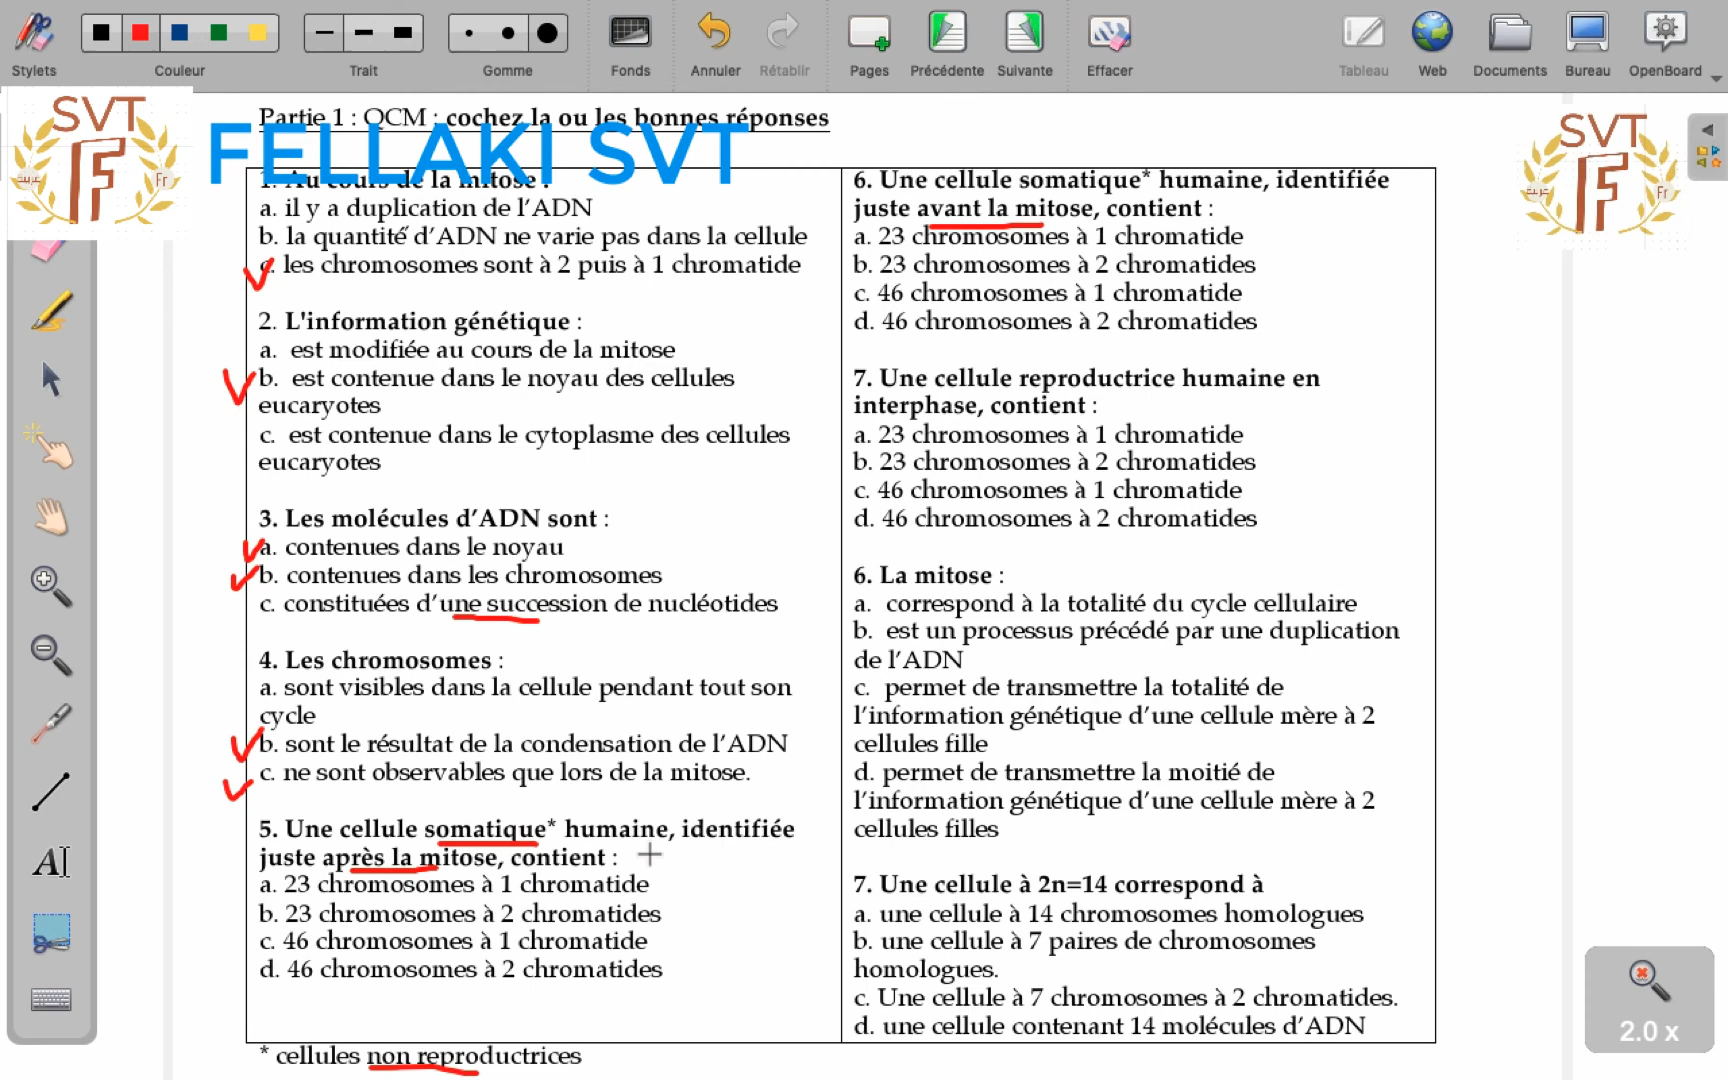 Stylets
Couleur
Trait
Gomme
Fonds
Annuler
Rétablir
Pages
Précédente
Suivante
Effacer
Tableau
Web
Documents
Bureau
OpenBoard
SVT
F
عربية
Fr
FELLAKI SVT
SVT
F
عربية
Fr
Partie 1 : QCM : cochez la ou les bonnes réponses
1. Au cours de la mitose :
a. il y a duplication de l'ADN
b. la quantité d'ADN ne varie pas dans la cellule
c. les chromosomes sont à 2 puis à 1 chromatide
2. L'information génétique :
a. est modifiée au cours de la mitose
b. est contenue dans le noyau des cellules
eucaryotes
c. est contenue dans le cytoplasme des cellules
eucaryotes
3. Les molécules d'ADN sont :
a. contenues dans le noyau
b. contenues dans les chromosomes
c. constituées d'une succession de nucléotides
4. Les chromosomes :
a. sont visibles dans la cellule pendant tout son
cycle
b. sont le résultat de la condensation de l'ADN
c. ne sont observables que lors de la mitose.
5. Une cellule somatique* humaine, identifiée
juste après la mitose, contient :
a. 23 chromosomes à 1 chromatide
b. 23 chromosomes à 2 chromatides
c. 46 chromosomes à 1 chromatide
d. 46 chromosomes à 2 chromatides
* cellules non reproductrices
6. Une cellule somatique* humaine, identifiée
juste avant la mitose, contient :
a. 23 chromosomes à 1 chromatide
b. 23 chromosomes à 2 chromatides
c. 46 chromosomes à 1 chromatide
d. 46 chromosomes à 2 chromatides
7. Une cellule reproductrice humaine en
interphase, contient :
a. 23 chromosomes à 1 chromatide
b. 23 chromosomes à 2 chromatides
c. 46 chromosomes à 1 chromatide
d. 46 chromosomes à 2 chromatides
6. La mitose :
a. correspond à la totalité du cycle cellulaire
b. est un processus précédé par une duplication
de l'ADN
c. permet de transmettre la totalité de
l'information génétique d'une cellule mère à 2
cellules fille
d. permet de transmettre la moitié de
l'information génétique d'une cellule mère à 2
cellules filles
7. Une cellule à 2n=14 correspond à
a. une cellule à 14 chromosomes homologues
b. une cellule à 7 paires de chromosomes
homologues.
c. Une cellule à 7 chromosomes à 2 chromatides.
d. une cellule contenant 14 molécules d'ADN
2.0 x